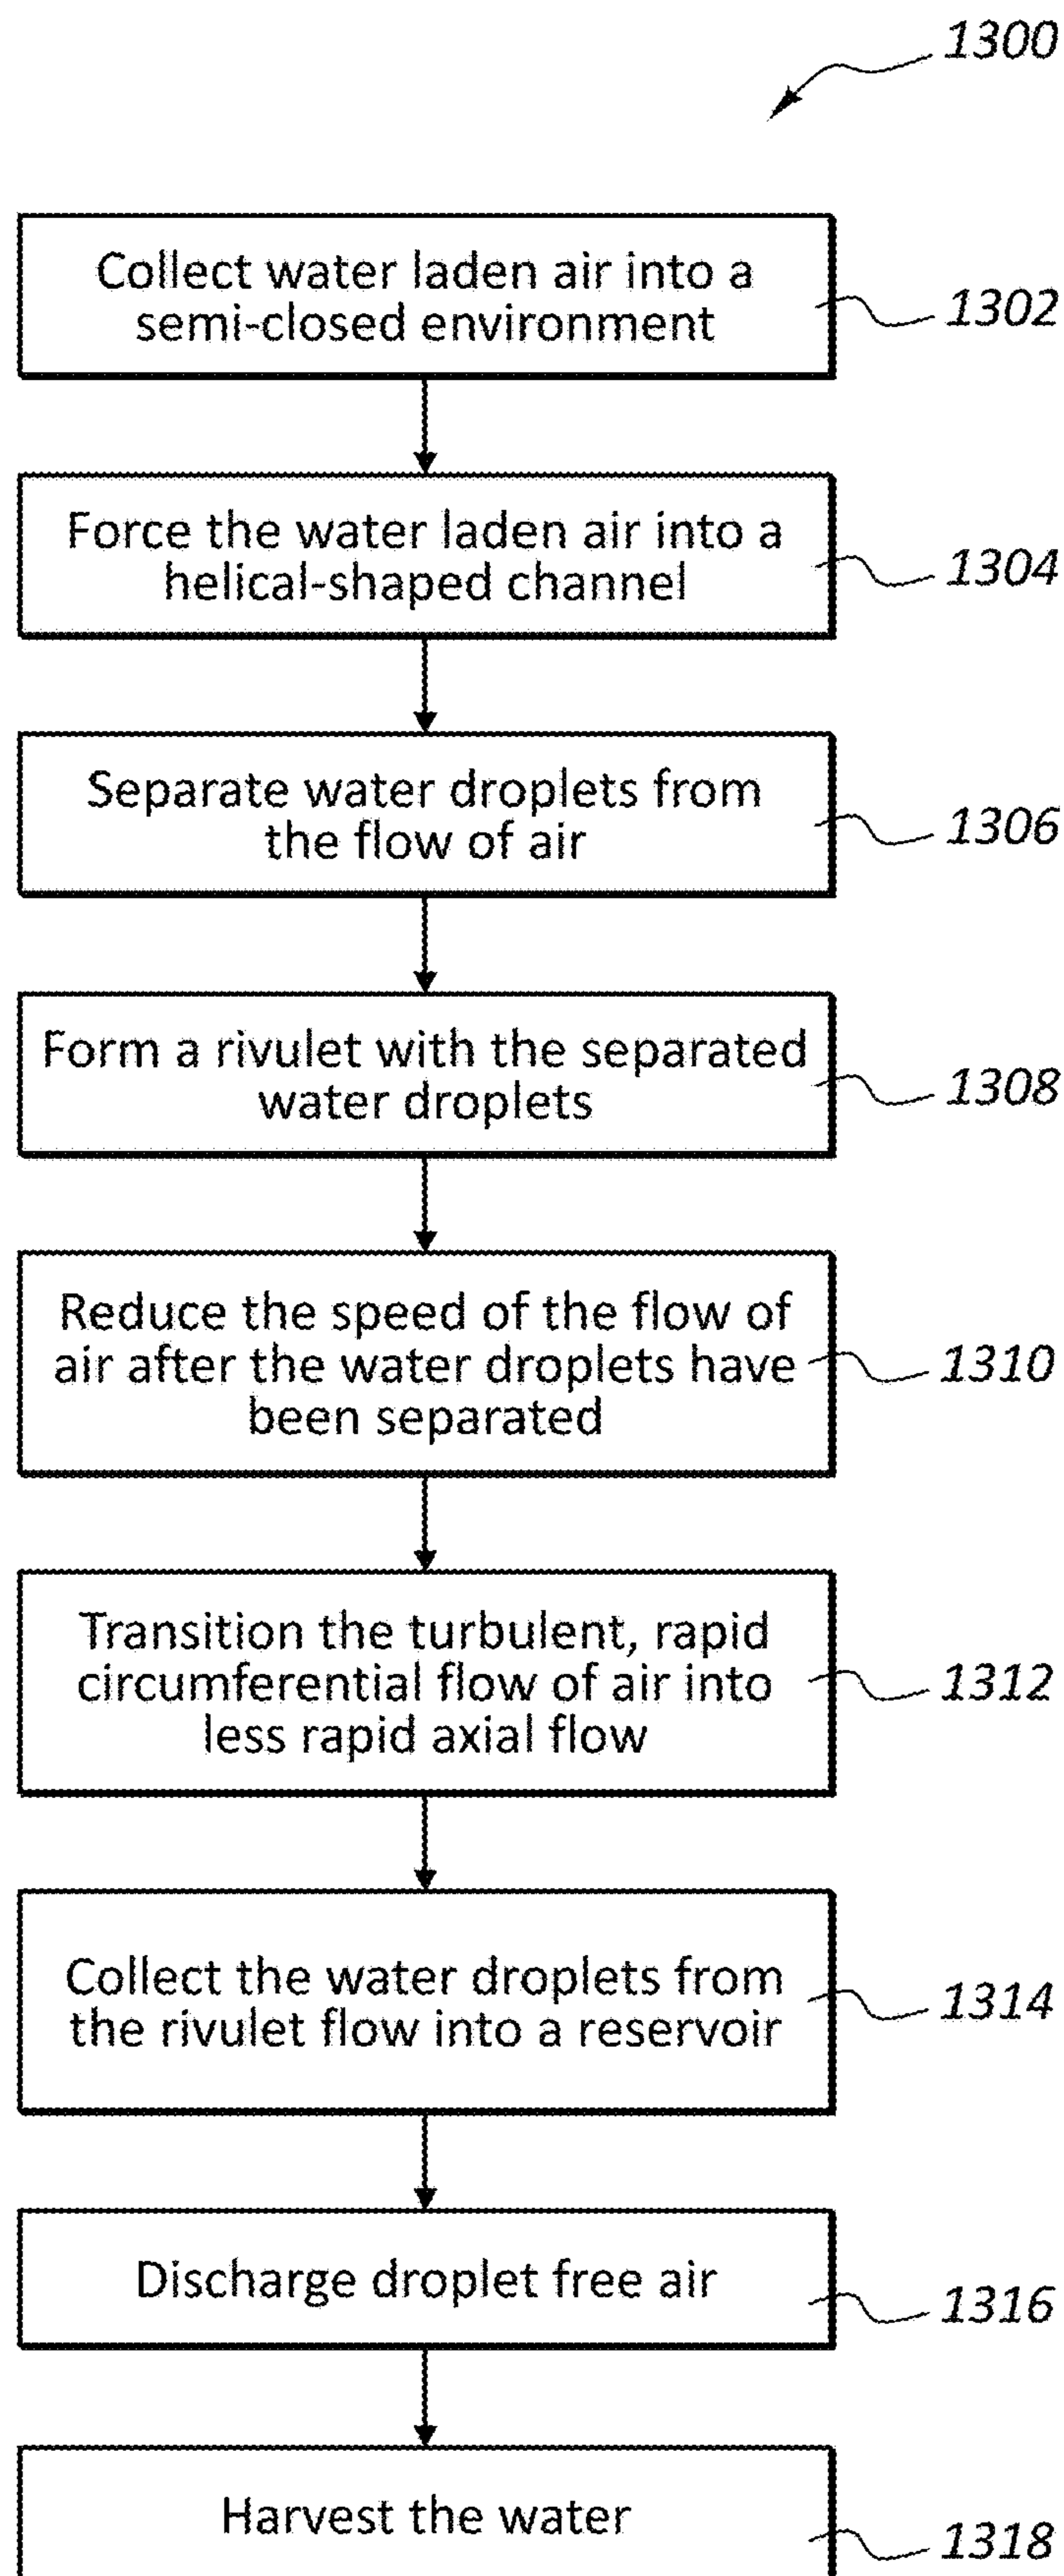 1300
Collect water laden air into a
semi-closed environment
1302
Force the water laden air into a
helical-shaped channel
1304
Separate water droplets from
the flow of air
1306
Form a rivulet with the separated
water droplets
1308
Reduce the speed of the flow of
air after the water droplets have
been separated
1310
Transition the turbulent, rapid
circumferential flow of air into
less rapid axial flow
1312
Collect the water droplets from
the rivulet flow into a reservoir
1314
Discharge droplet free air
1316
Harvest the water
1318